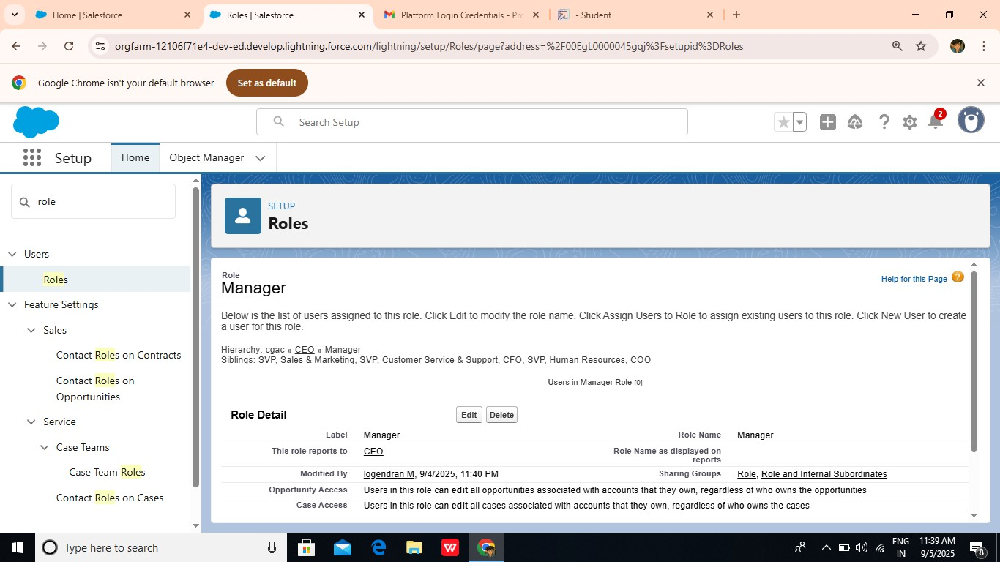 Home | Salesforce
Roles | Salesforce
Platform Login Credentials - Pro
- Student
orgfarm-12106f71e4-dev-ed.develop.lightning.force.com/lightning/setup/Roles/page?address=%2F00EgL0000045gqj%3Fsetupid%3DRoles
Google Chrome isn't your default browser
Set as default
Search Setup
2
Setup
Home
Object Manager
role
Users
Roles
Feature Settings
Sales
Contact Roles on Contracts
Contact Roles on
Opportunities
Service
Case Teams
Case Team Roles
Contact Roles on Cases
SETUP
Roles
Role
Manager
Help for this Page
Below is the list of users assigned to this role. Click Edit to modify the role name. Click Assign Users to Role to assign existing users to this role. Click New User to create
a user for this role.
Hierarchy: cgac » CEO » Manager
Siblings: SVP, Sales & Marketing, SVP, Customer Service & Support, CFO, SVP, Human Resources, COO
Users in Manager Role [0]
Role Detail
Edit
Delete
Label Manager Role Name Manager
This role reports to CEO Role Name as displayed on
reports
Modified By logendran M, 9/4/2025, 11:40 PM Sharing Groups Role, Role and Internal Subordinates
Opportunity Access Users in this role can edit all opportunities associated with accounts that they own, regardless of who owns the opportunities
Case Access Users in this role can edit all cases associated with accounts that they own, regardless of who owns the cases
Type here to search
ENG
IN
11:39 AM
9/5/2025
8